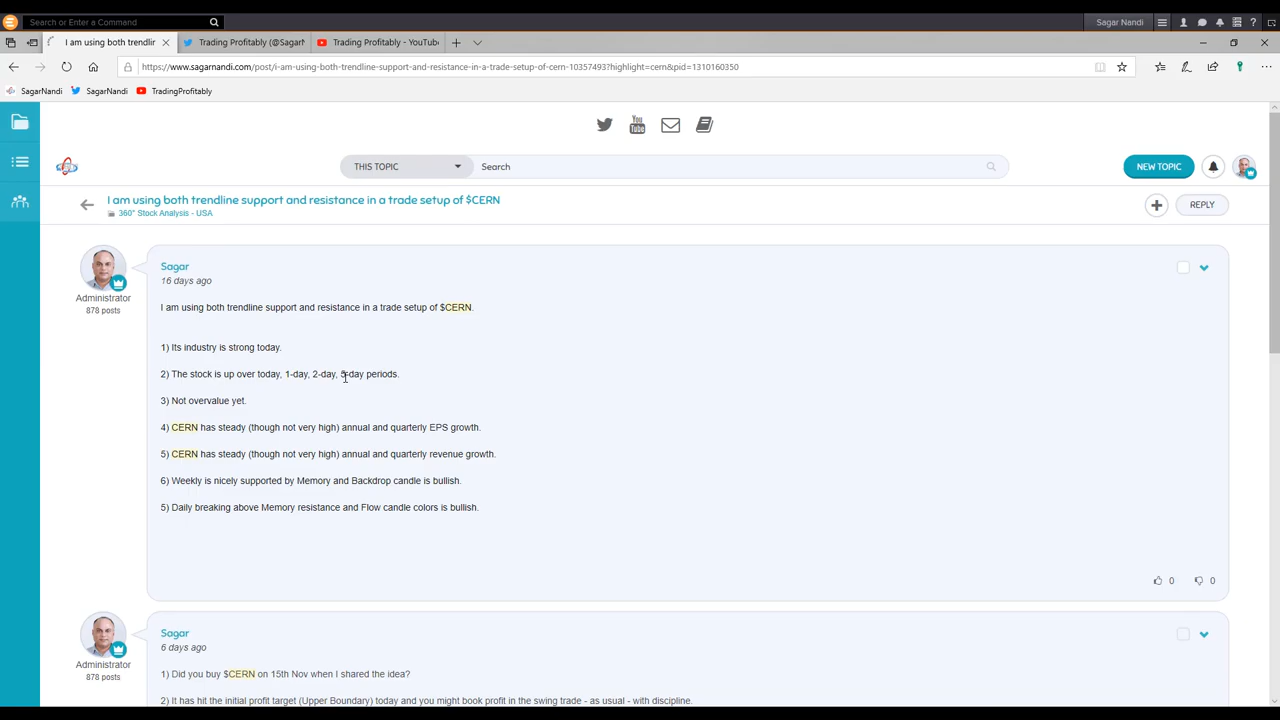 Search or Enter a Command
Sagar Nandi
I am using both trendlin
Trading Profitably (@SagarN
Trading Profitably - YouTub
https://www.sagarnandi.com/post/i-am-using-both-trendline-support-and-resistance-in-a-trade-setup-of-cern-10357493?highlight=cern&pid=1310160350
SagarNandi
SagarNandi
TradingProfitably
You
Tube
THIS TOPIC
Search
NEW TOPIC
I am using both trendline support and resistance in a trade setup of $CERN
360° Stock Analysis - USA
REPLY
Sagar
16 days ago
Administrator
878 posts
I am using both trendline support and resistance in a trade setup of $CERN.
1) Its industry is strong today.
2) The stock is up over today, 1-day, 2-day, 5-day periods.
3) Not overvalue yet.
4) CERN has steady (though not very high) annual and quarterly EPS growth.
5) CERN has steady (though not very high) annual and quarterly revenue growth.
6) Weekly is nicely supported by Memory and Backdrop candle is bullish.
5) Daily breaking above Memory resistance and Flow candle colors is bullish.
0
0
Sagar
6 days ago
Administrator
878 posts
1) Did you buy $CERN on 15th Nov when I shared the idea?
2) It has hit the initial profit target (Upper Boundary) today and you might book profit in the swing trade - as usual - with discipline.